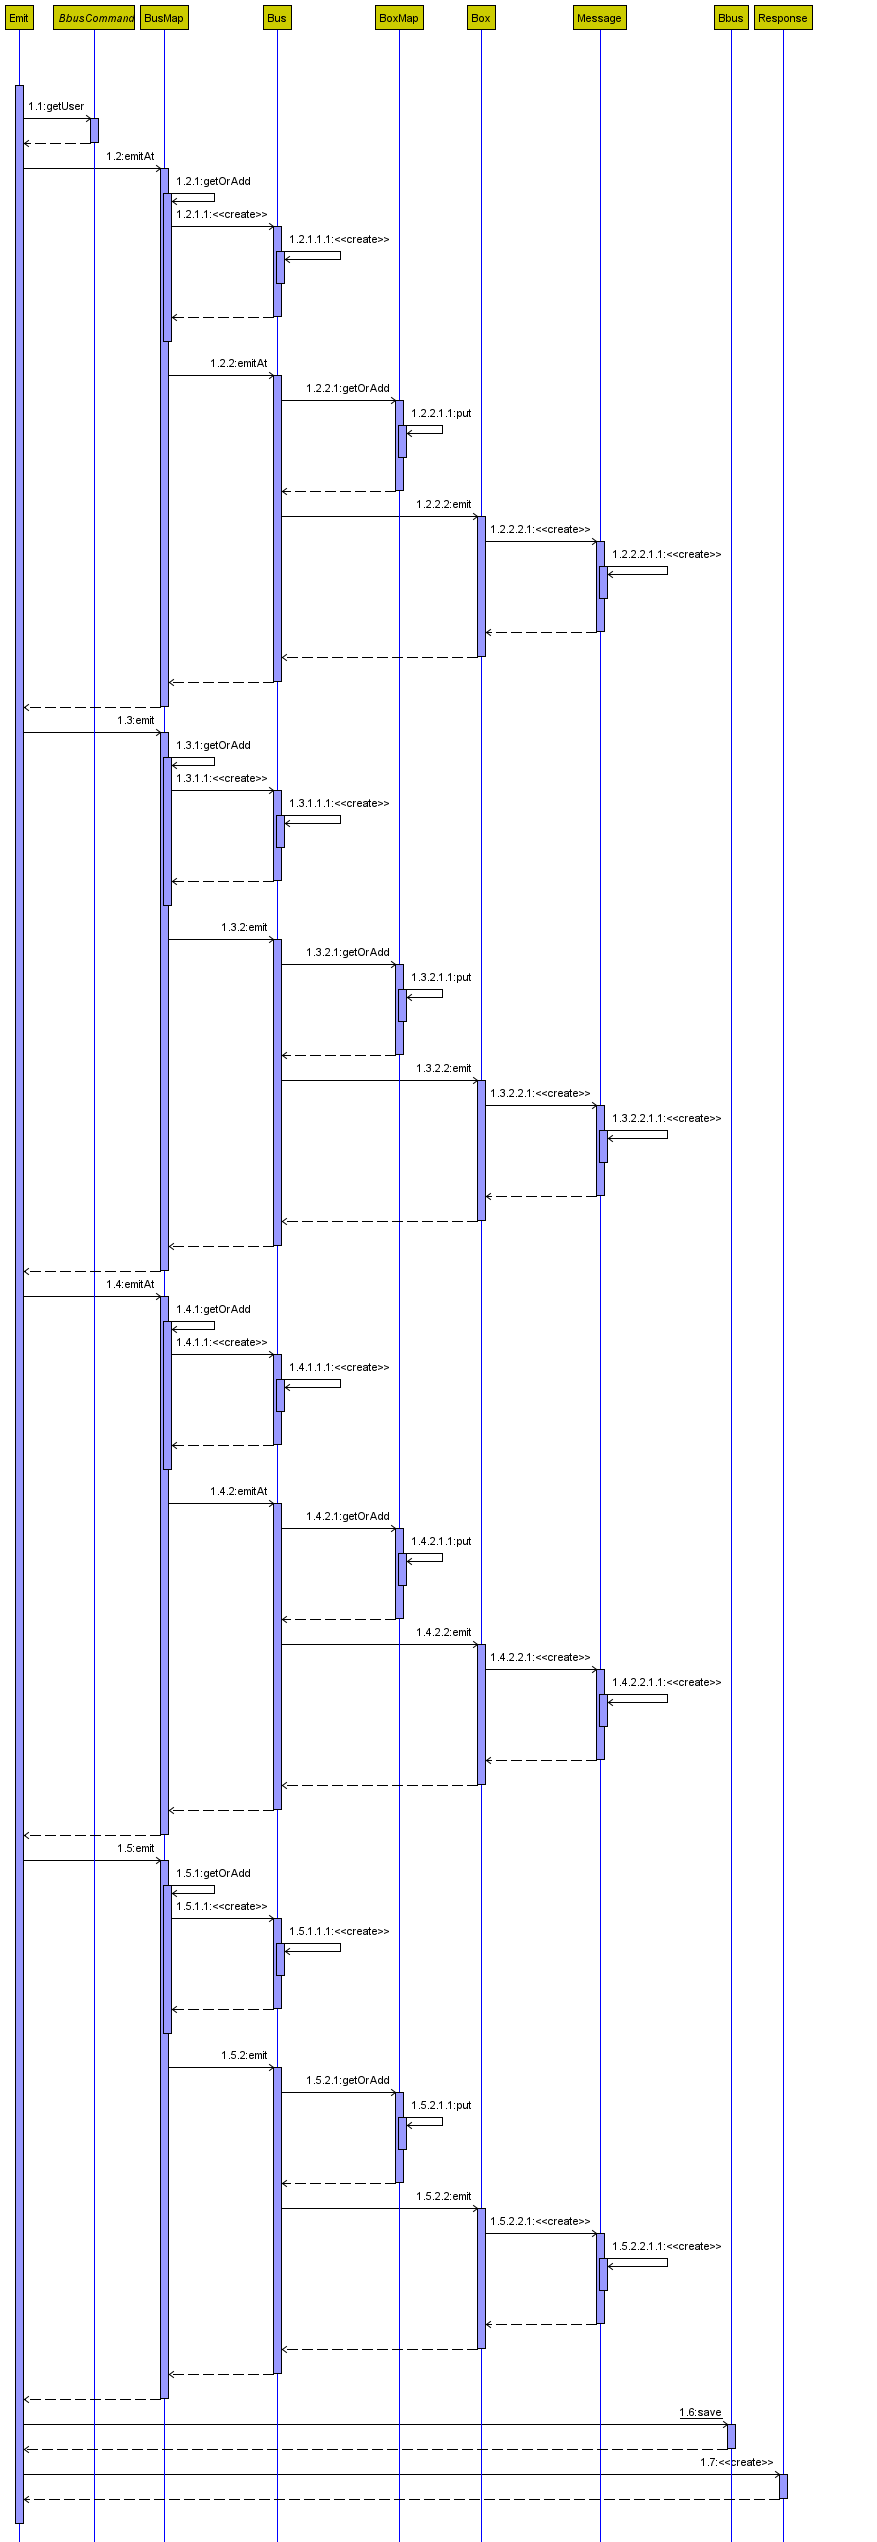 Emit
BbusCommand
BusMap
Bus
BoxMap
Box
Message
Bbus
Response
1.1:getUser
1.2:emitAt
1.2.1:getOrAdd
1.2.1.1:<<create>>
1.2.1.1.1:<<create>>
1.2.2:emitAt
1.2.2.1:getOrAdd
1.2.2.1.1:put
1.2.2.2:emit
1.2.2.2.1:<<create>>
1.2.2.2.1.1:<<create>>
1.3:emit
1.3.1:getOrAdd
1.3.1.1:<<create>>
1.3.1.1.1:<<create>>
1.3.2:emit
1.3.2.1:getOrAdd
1.3.2.1.1:put
1.3.2.2:emit
1.3.2.2.1:<<create>>
1.3.2.2.1.1:<<create>>
1.4:emitAt
1.4.1:getOrAdd
1.4.1.1:<<create>>
1.4.1.1.1:<<create>>
1.4.2:emitAt
1.4.2.1:getOrAdd
1.4.2.1.1:put
1.4.2.2:emit
1.4.2.2.1:<<create>>
1.4.2.2.1.1:<<create>>
1.5:emit
1.5.1:getOrAdd
1.5.1.1:<<create>>
1.5.1.1.1:<<create>>
1.5.2:emit
1.5.2.1:getOrAdd
1.5.2.1.1:put
1.5.2.2:emit
1.5.2.2.1:<<create>>
1.5.2.2.1.1:<<create>>
1.6:save
1.7:<<create>>